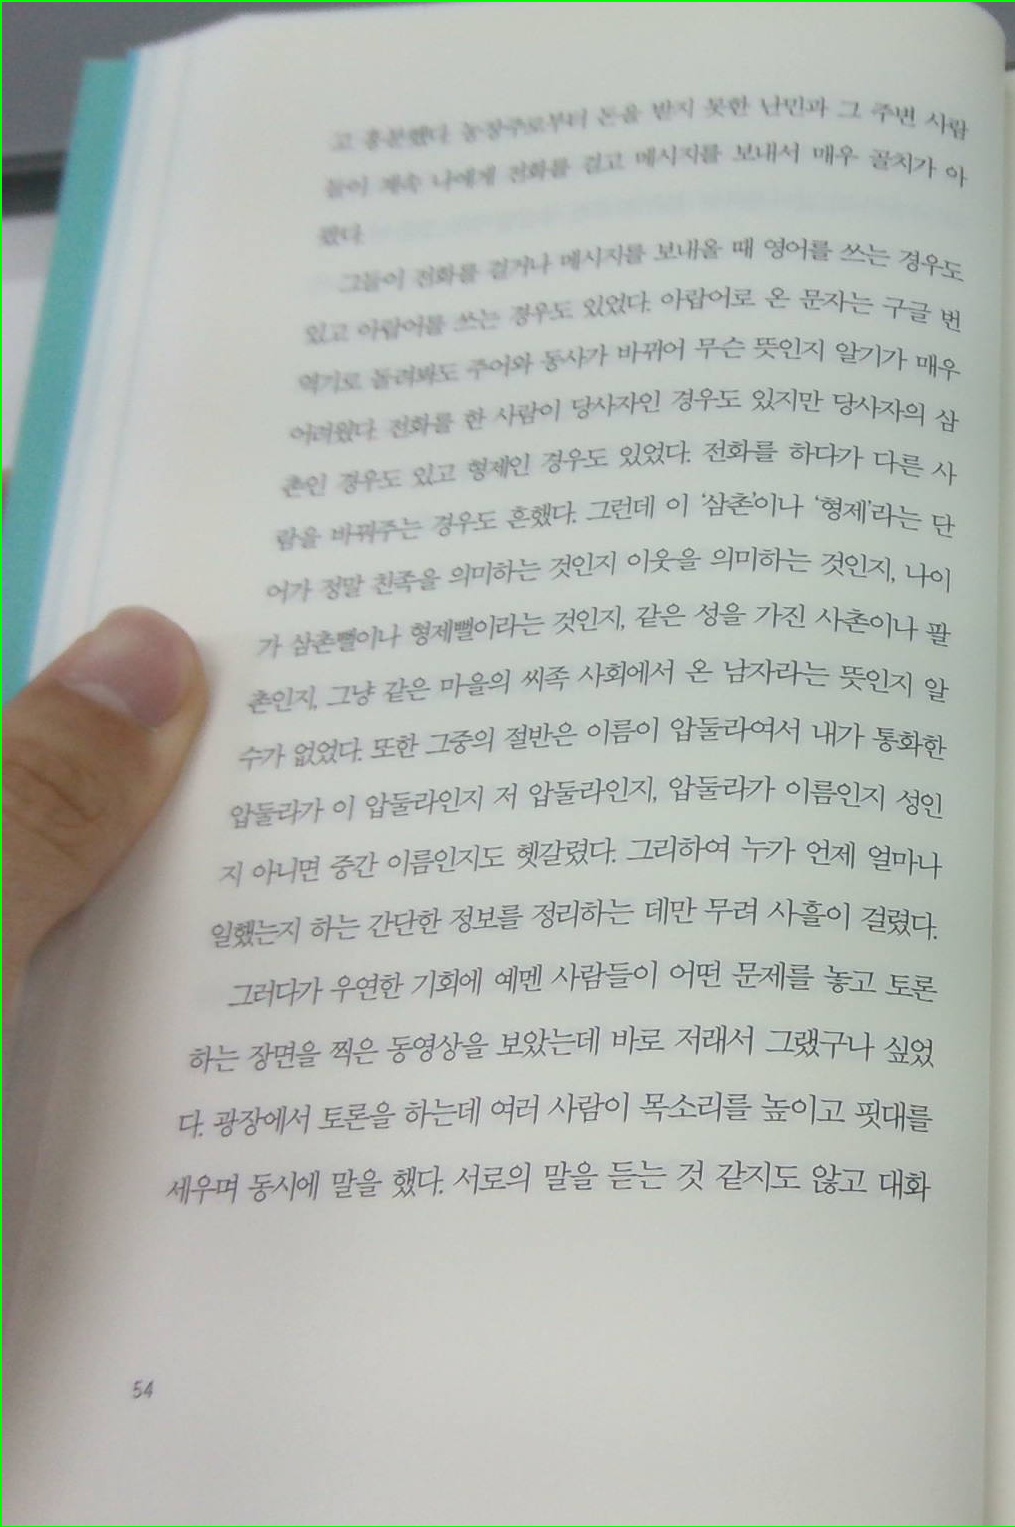 고 흥분했다. 농장주로부터 돈을 받지 못한 난민과 그 주변 사람
들이 계속 나에게 전화를 걸고 메시지를 보내서 매우 골치가 아
팠다.
그들이 전화를 걸거나 메시지를 보내올 때 영어를 쓰는 경우도
있고 아랍어를 쓰는 경우도 있었다. 아랍어로 온 문자는 구글 번
역기로 돌려봐도 주어와 동사가 바뀌어 무슨 뜻인지 알기가 매우
어려웠다. 전화를 한 사람이 당사자인 경우도 있지만 당사자의 삼
촌인 경우도 있고 형제인 경우도 있었다. 전화를 하다가 다른 사
람을 바꿔주는 경우도 흔했다. 그런데 이 ‘삼촌’이나 ‘형제’라는 단
어가 정말 친족을 의미하는 것인지 이웃을 의미하는 것인지, 나이
가 삼촌뻘이나 형제뻘이라는 것인지, 같은 성을 가진 사촌이나 팔
촌인지, 그냥 같은 마을의 씨족 사회에서 온 남자라는 뜻인지 알
수가 없었다. 또한 그중의 절반은 이름이 압둘라여서 내가 통화한
압둘라가 이 압둘라인지 저 압둘라인지, 압둘라가 이름인지 성인
지 아니면 중간 이름인지도 헷갈렸다. 그리하여 누가 언제 얼마나
일했는지 하는 간단한 정보를 정리하는 데만 무려 사흘이 걸렸다.
그러다가 우연한 기회에 예멘 사람들이 어떤 문제를 놓고 토론
하는 장면을 찍은 동영상을 보았는데 바로 저래서 그랬구나 싶었
다. 광장에서 토론을 하는데 여러 사람이 목소리를 높이고 핏대를
세우며 동시에 말을 했다. 서로의 말을 듣는 것 같지도 않고 대화
54